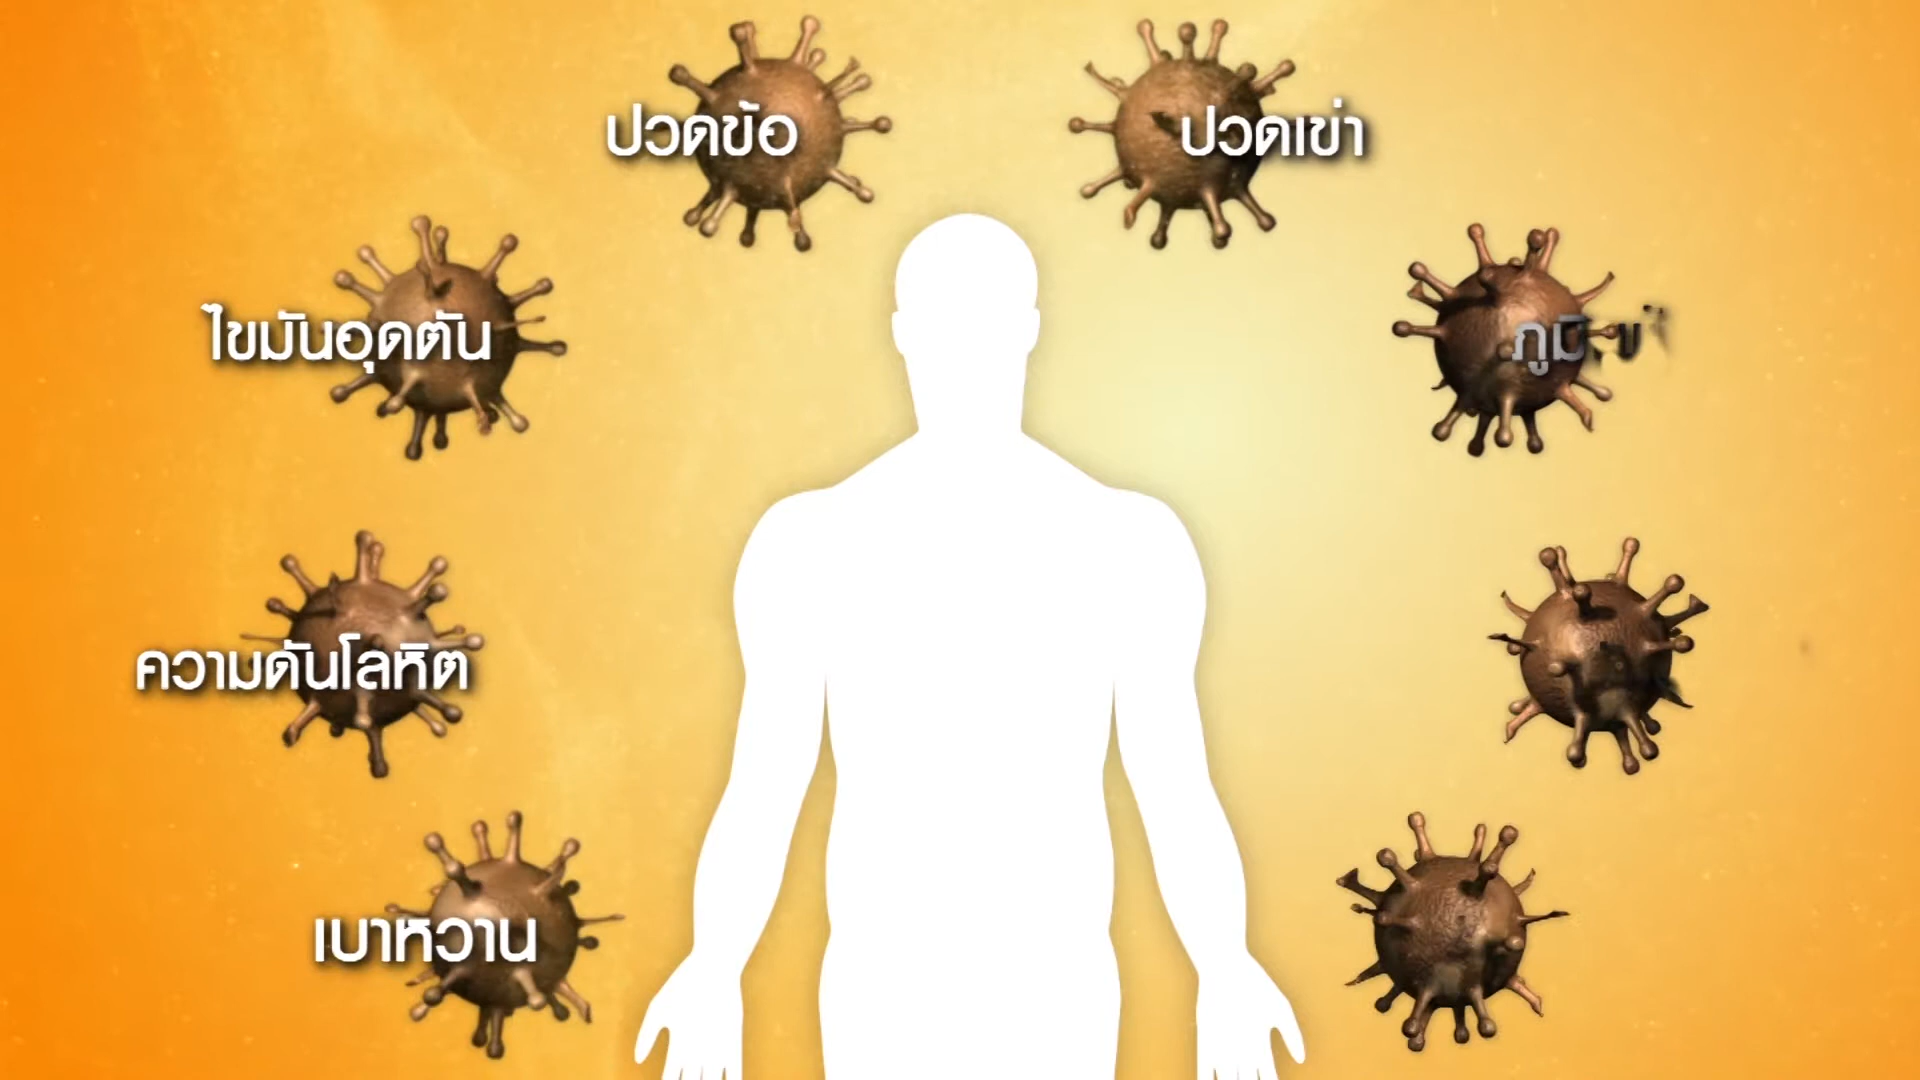 ปวดข้อ
ปวดเข่า
ไขมันอุดตัน
ความดันโลหิต
เบาหวาน